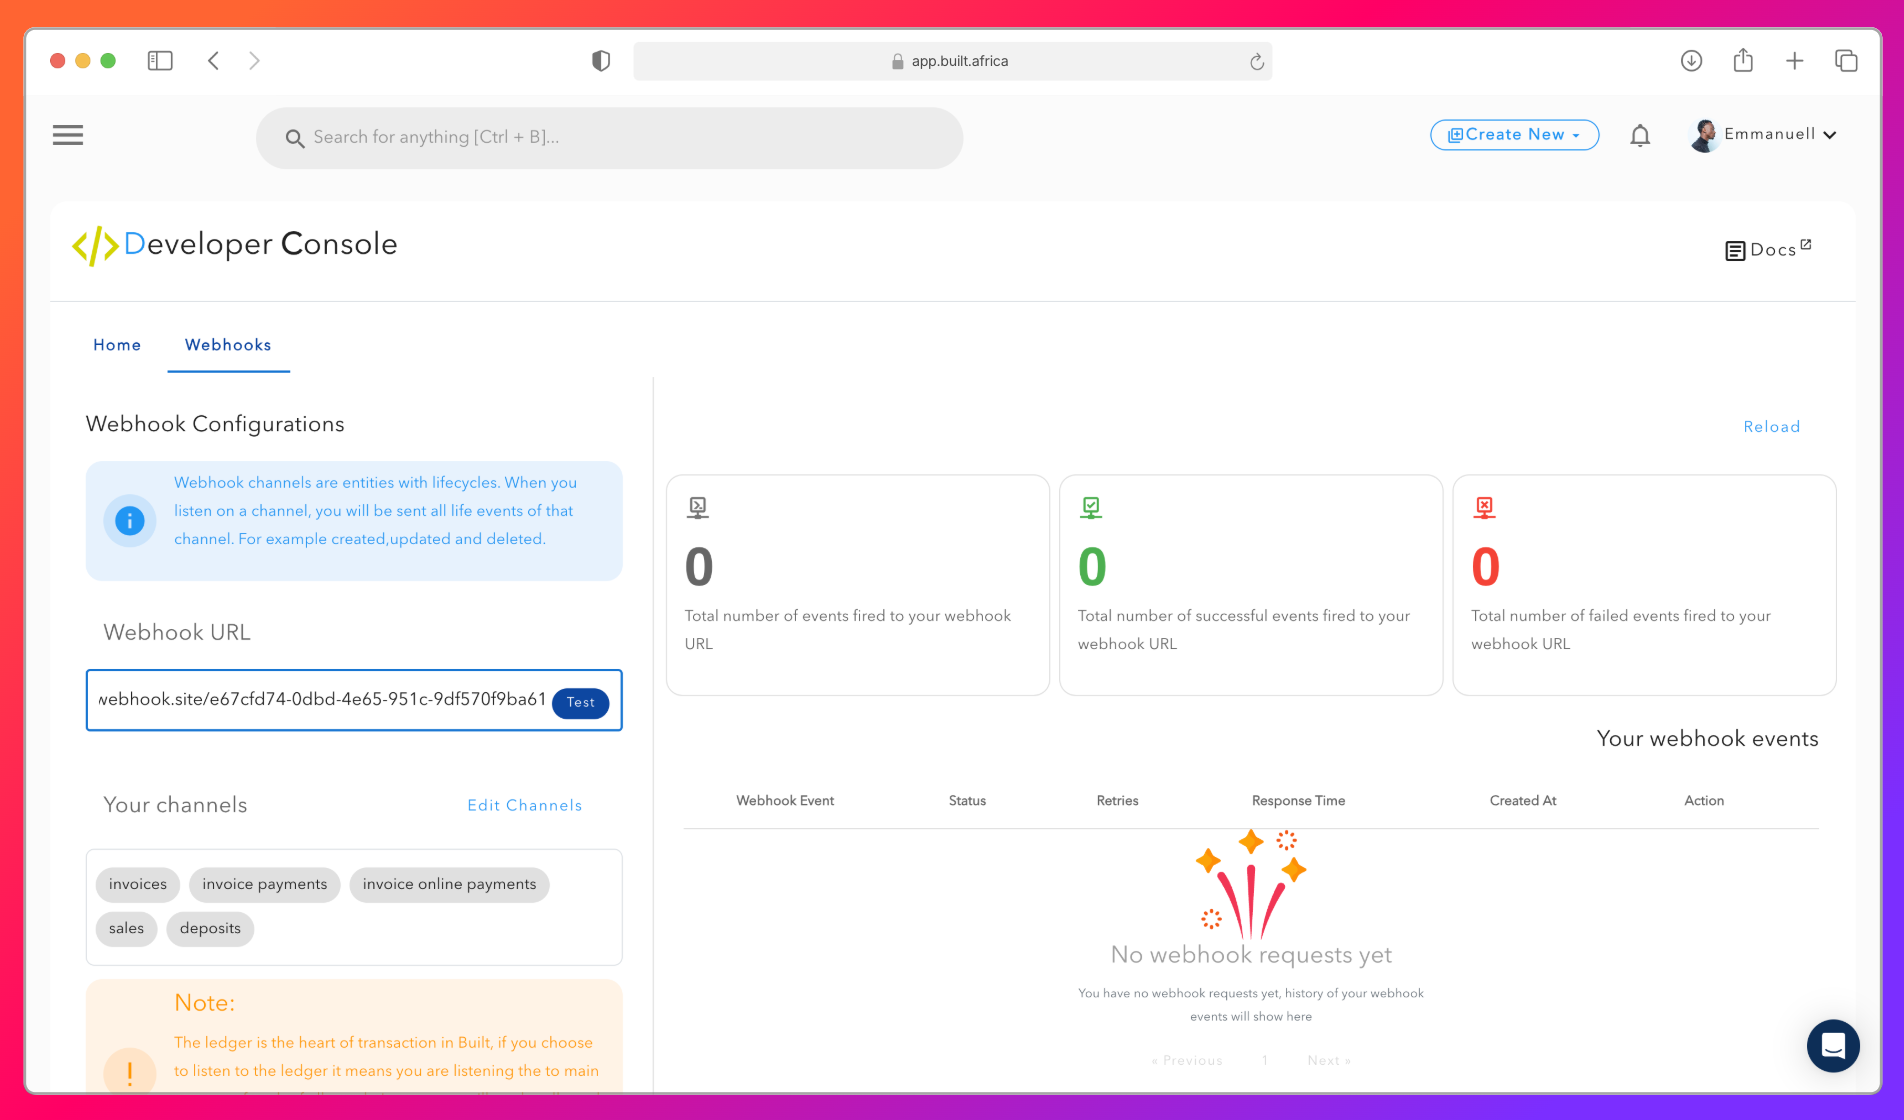 app.built.africa
Search for anything [Ctrl + B]...
Create New
Emmanuell
</>Developer Console
Docs
Home
Webhooks
Webhook Configurations
Reload
Webhook channels are entities with lifecycles. When you
listen on a channel, you will be sent all life events of that
channel. For example created,updated and deleted.
0
Total number of events fired to your webhook
URL
0
Total number of successful events fired to your
webhook URL
0
Total number of failed events fired to your
webhook URL
Webhook URL
webhook.site/e67cfd74-0dbd-4e65-951c-9df570f9ba61
Test
Your webhook events
Webhook Event
Status
Retries
Response Time
Created At
Action
Your channels
Edit Channels
invoices
invoice payments
invoice online payments
sales
deposits
No webhook requests yet
You have no webhook requests yet, history of your webhook
events will show here
« Previous
1
Next »
Note:
The ledger is the heart of transaction in Built, if you choose
to listen to the ledger it means you are listening the to main